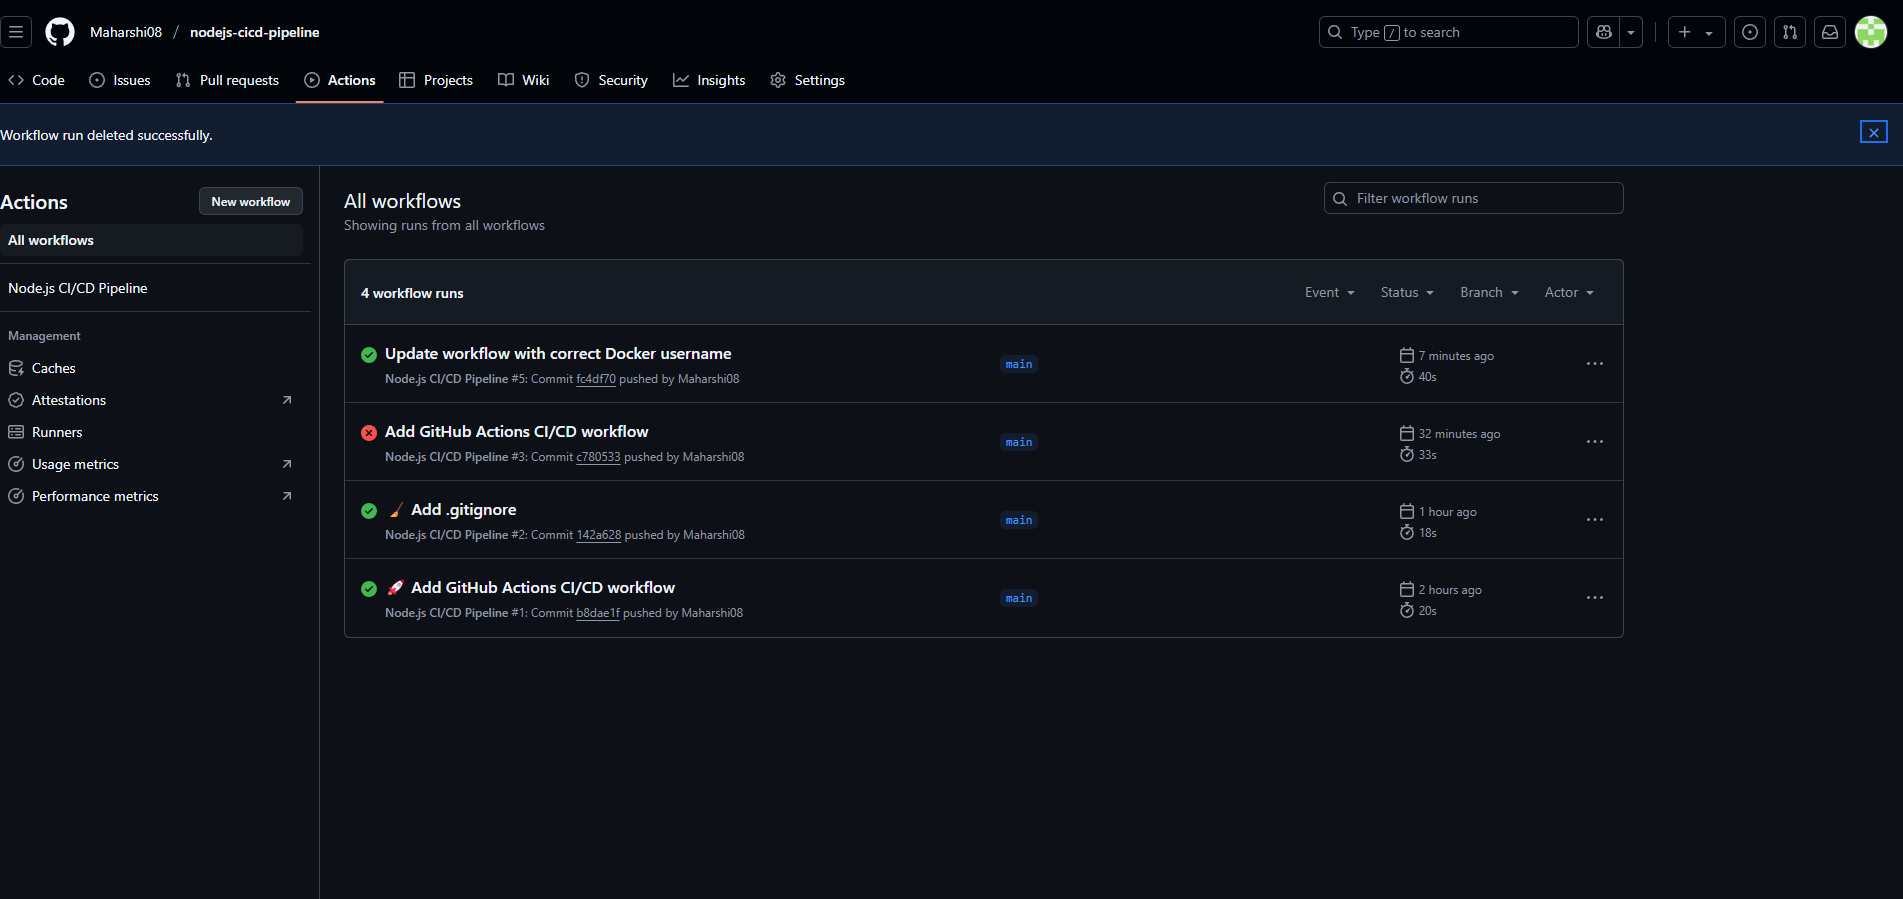 Maharshi08 / nodejs-cicd-pipeline
Type / to search
Code
Issues
Pull requests
Actions
Projects
Wiki
Security
Insights
Settings
Workflow run deleted successfully.
Actions
New workflow
All workflows
Node.js CI/CD Pipeline
Management
Caches
Attestations
Runners
Usage metrics
Performance metrics
All workflows
Showing runs from all workflows
Filter workflow runs
4 workflow runs
Event
Status
Branch
Actor
Update workflow with correct Docker username
Node.js CI/CD Pipeline #5: Commit fc4df70 pushed by Maharshi08
main
7 minutes ago
40s
Add GitHub Actions CI/CD workflow
Node.js CI/CD Pipeline #3: Commit c780533 pushed by Maharshi08
main
32 minutes ago
33s
🧹 Add .gitignore
Node.js CI/CD Pipeline #2: Commit 142a628 pushed by Maharshi08
main
1 hour ago
18s
🚀 Add GitHub Actions CI/CD workflow
Node.js CI/CD Pipeline #1: Commit b8dae1f pushed by Maharshi08
main
2 hours ago
20s